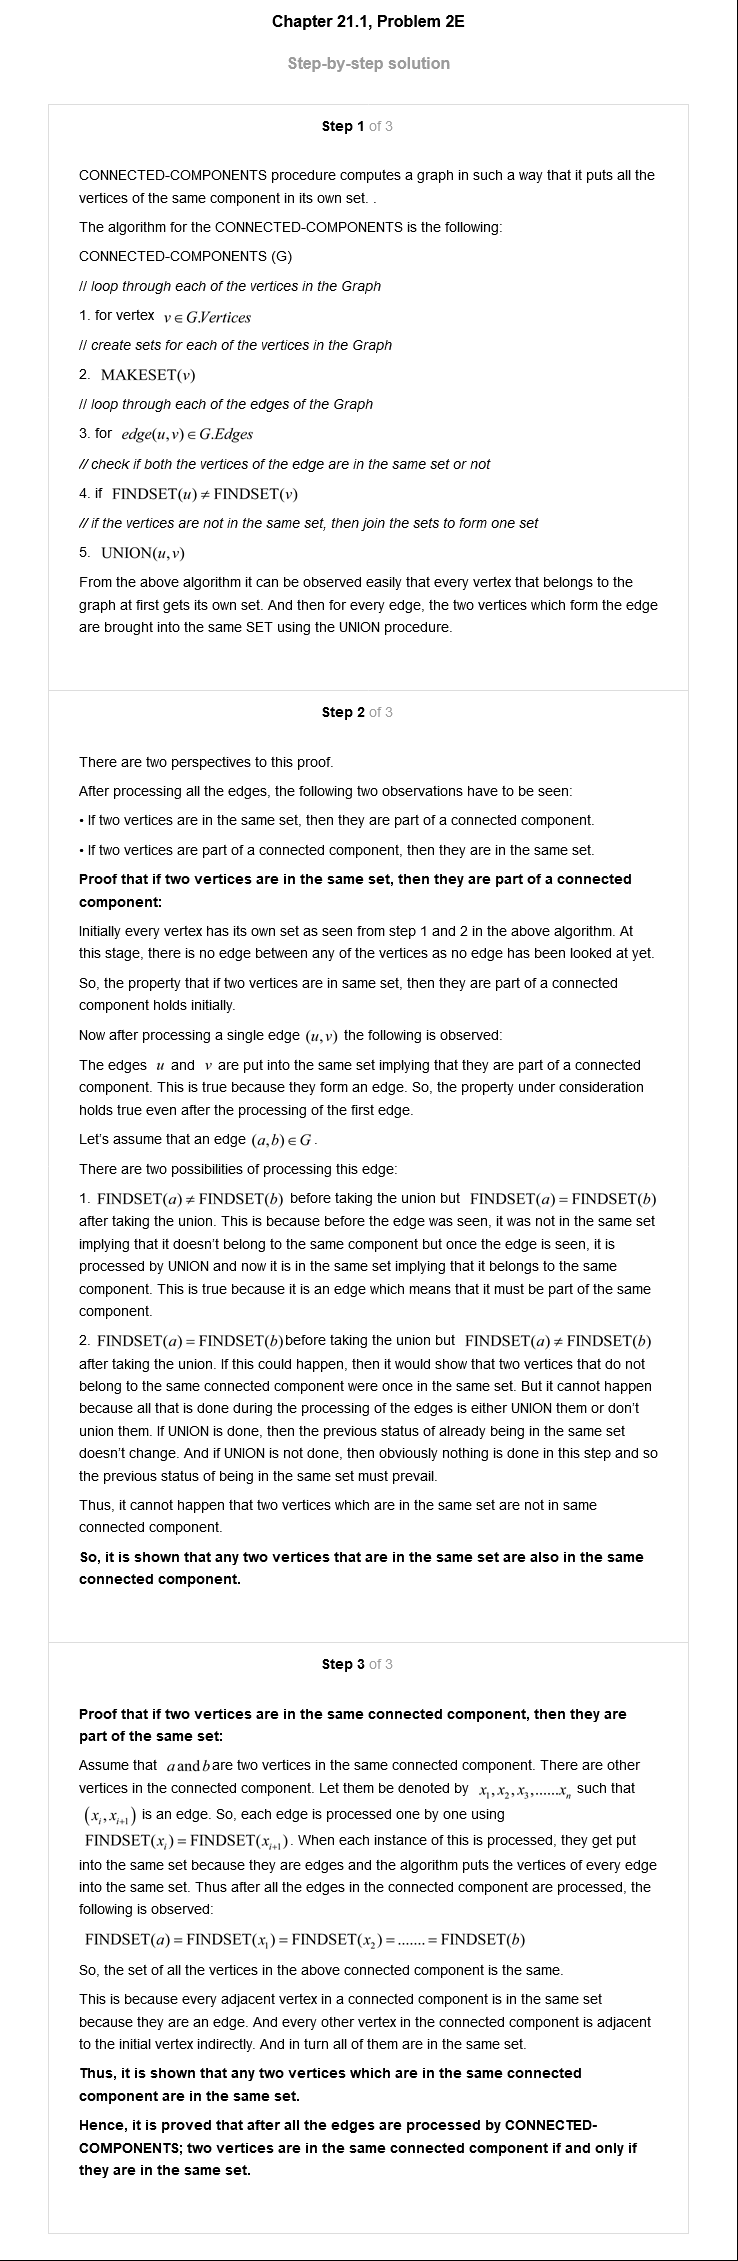 Chapter 21.1, Problem 2E
Step-by-step solution
Step 1 of 3
CONNECTED-COMPONENTS procedure computes a graph in such a way that it puts all the
vertices of the same component in its own set. .
The algorithm for the CONNECTED-COMPONENTS is the following:
CONNECTED-COMPONENTS (G)
// loop through each of the vertices in the Graph
1. for vertex v ∈ G.Vertices
// create sets for each of the vertices in the Graph
2. MAKESET(v)
// loop through each of the edges of the Graph
3. for edge(u, v) ∈ G.Edges
// check if both the vertices of the edge are in the same set or not
4. if FINDSET(u) ≠ FINDSET(v)
// if the vertices are not in the same set, then join the sets to form one set
5. UNION(u, v)
From the above algorithm it can be observed easily that every vertex that belongs to the
graph at first gets its own set. And then for every edge, the two vertices which form the edge
are brought into the same SET using the UNION procedure.
Step 2 of 3
There are two perspectives to this proof.
After processing all the edges, the following two observations have to be seen:
• If two vertices are in the same set, then they are part of a connected component.
• If two vertices are part of a connected component, then they are in the same set.
Proof that if two vertices are in the same set, then they are part of a connected
component:
Initially every vertex has its own set as seen from step 1 and 2 in the above algorithm. At
this stage, there is no edge between any of the vertices as no edge has been looked at yet.
So, the property that if two vertices are in same set, then they are part of a connected
component holds initially.
Now after processing a single edge (u, v) the following is observed:
The edges u and v are put into the same set implying that they are part of a connected
component. This is true because they form an edge. So, the property under consideration
holds true even after the processing of the first edge.
Let's assume that an edge (a, b) ∈ G.
There are two possibilities of processing this edge:
1. FINDSET(a) ≠ FINDSET(b) before taking the union but FINDSET(a) = FINDSET(b)
after taking the union. This is because before the edge was seen, it was not in the same set
implying that it doesn't belong to the same component but once the edge is seen, it is
processed by UNION and now it is in the same set implying that it belongs to the same
component. This is true because it is an edge which means that it must be part of the same
component.
2. FINDSET(a) = FINDSET(b) before taking the union but FINDSET(a) ≠ FINDSET(b)
after taking the union. If this could happen, then it would show that two vertices that do not
belong to the same connected component were once in the same set. But it cannot happen
because all that is done during the processing of the edges is either UNION them or don't
union them. If UNION is done, then the previous status of already being in the same set
doesn't change. And if UNION is not done, then obviously nothing is done in this step and so
the previous status of being in the same set must prevail.
Thus, it cannot happen that two vertices which are in the same set are not in same
connected component.
So, it is shown that any two vertices that are in the same set are also in the same
connected component.
Step 3 of 3
Proof that if two vertices are in the same connected component, then they are
part of the same set:
Assume that a and b are two vertices in the same connected component. There are other
vertices in the connected component. Let them be denoted by x₁, x₂, x₃,......xₙ such that
(xᵢ, xᵢ₊₁) is an edge. So, each edge is processed one by one using
FINDSET(xᵢ) = FINDSET(xᵢ₊₁). When each instance of this is processed, they get put
into the same set because they are edges and the algorithm puts the vertices of every edge
into the same set. Thus after all the edges in the connected component are processed, the
following is observed:
FINDSET(a) = FINDSET(x₁) = FINDSET(x₂) = ....... = FINDSET(b)
So, the set of all the vertices in the above connected component is the same.
This is because every adjacent vertex in a connected component is in the same set
because they are an edge. And every other vertex in the connected component is adjacent
to the initial vertex indirectly. And in turn all of them are in the same set.
Thus, it is shown that any two vertices which are in the same connected
component are in the same set.
Hence, it is proved that after all the edges are processed by CONNECTED-
COMPONENTS; two vertices are in the same connected component if and only if
they are in the same set.